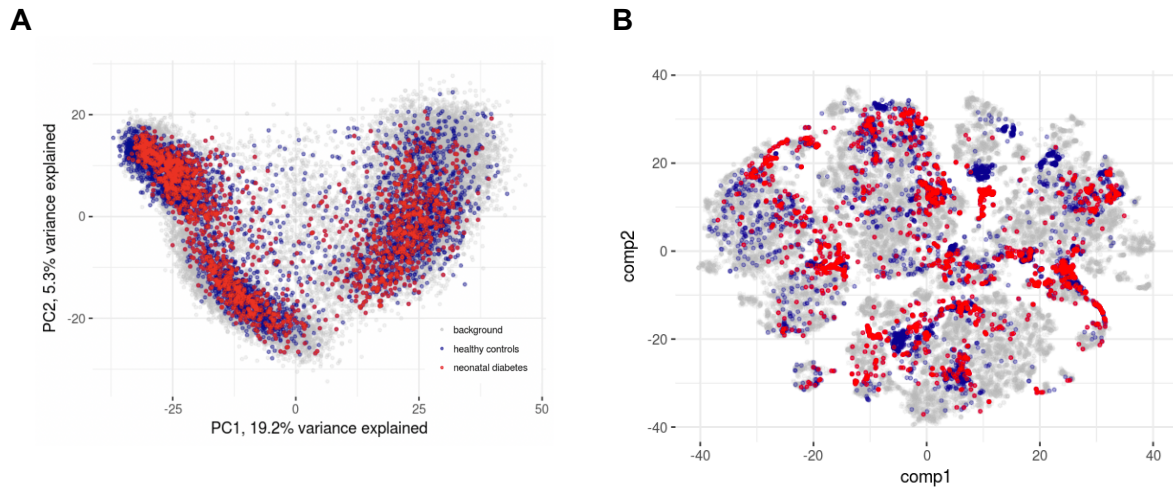 A
B
20
0
-20
PC2, 5.3% variance explained
background
healthy controls
neonatal diabetes
-25
0
25
50
PC1, 19.2% variance explained
40
20
0
-20
-40
comp2
-40
-20
0
20
40
comp1